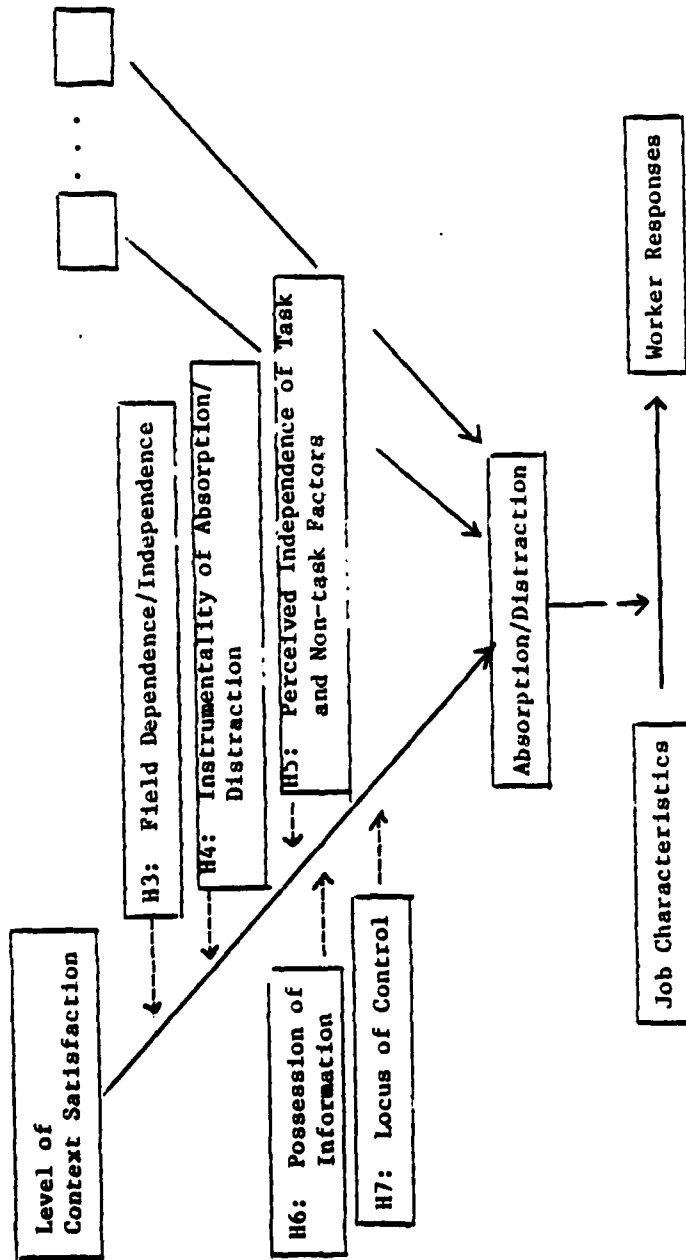 Level of
Context Satisfaction
H3: Field Dependence/Independence
H4: Instrumentality of Absorption/
Distraction
H5: Perceived Independence of Task
and Non-task Factors
H6: Possession of
Information
H7: Locus of Control
Absorption/Distraction
Job Characteristics
Worker Responses